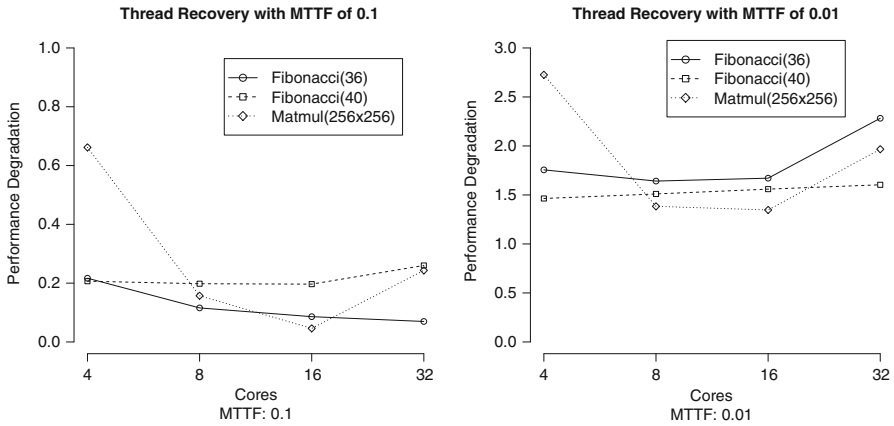 Thread Recovery with MTTF of 0.1
1.0
0.8
0.6
0.4
0.2
0.0
Performance Degradation
Fibonacci(36)
Fibonacci(40)
Matmul(256x256)
4
8
16
32
Cores
MTTF: 0.1
Thread Recovery with MTTF of 0.01
3.0
2.5
2.0
1.5
1.0
0.5
0.0
Performance Degradation
Fibonacci(36)
Fibonacci(40)
Matmul(256x256)
4
8
16
32
Cores
MTTF: 0.01